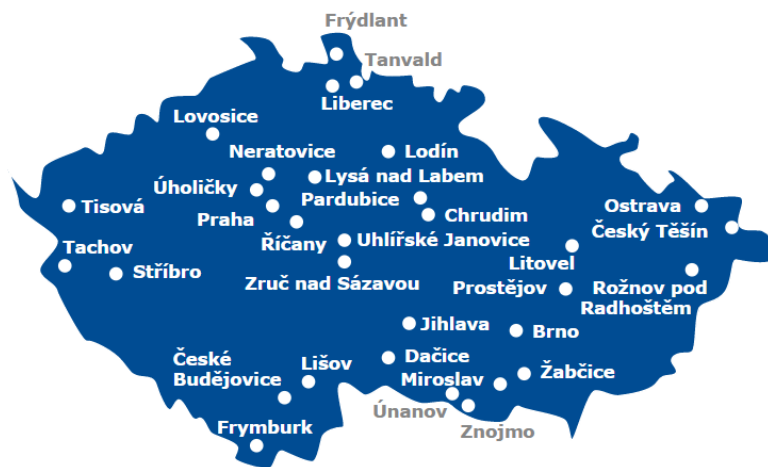 Frýdlant
Tanvald
Liberec
Lovosice
Neratovice
Lodín
Lysá nad Labem
Úholičky
Pardubice
Tisová
Praha
Chrudim
Ostrava
Český Těšín
Říčany
Uhlířské Janovice
Tachov
Litovel
Stříbro
Zruč nad Sázavou
Prostějov
Rožnov pod
Radhoštěm
Jihlava
Brno
České
Budějovice
Lišov
Dačice
Miroslav
Žabčice
Únanov
Znojmo
Frymburk